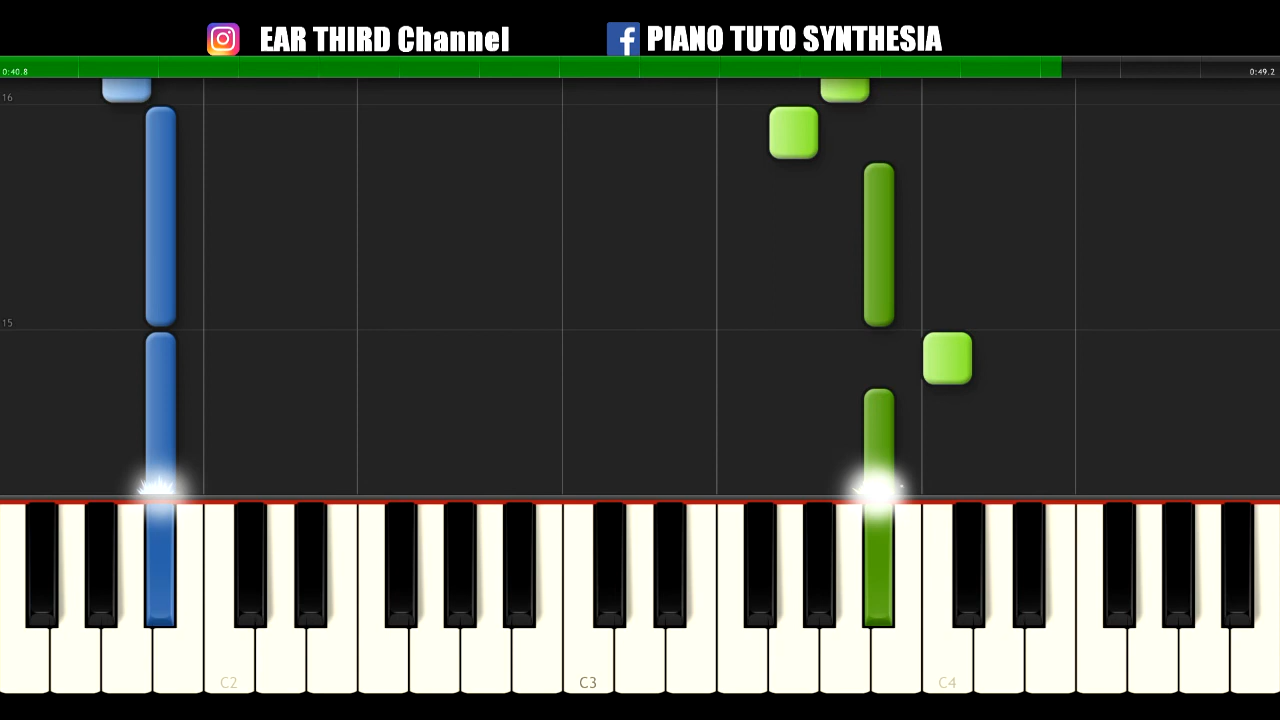 EAR THIRD Channel
PIANO TUTO SYNTHESIA
0:40.8
0:49.2
16
15
C2
C3
C4